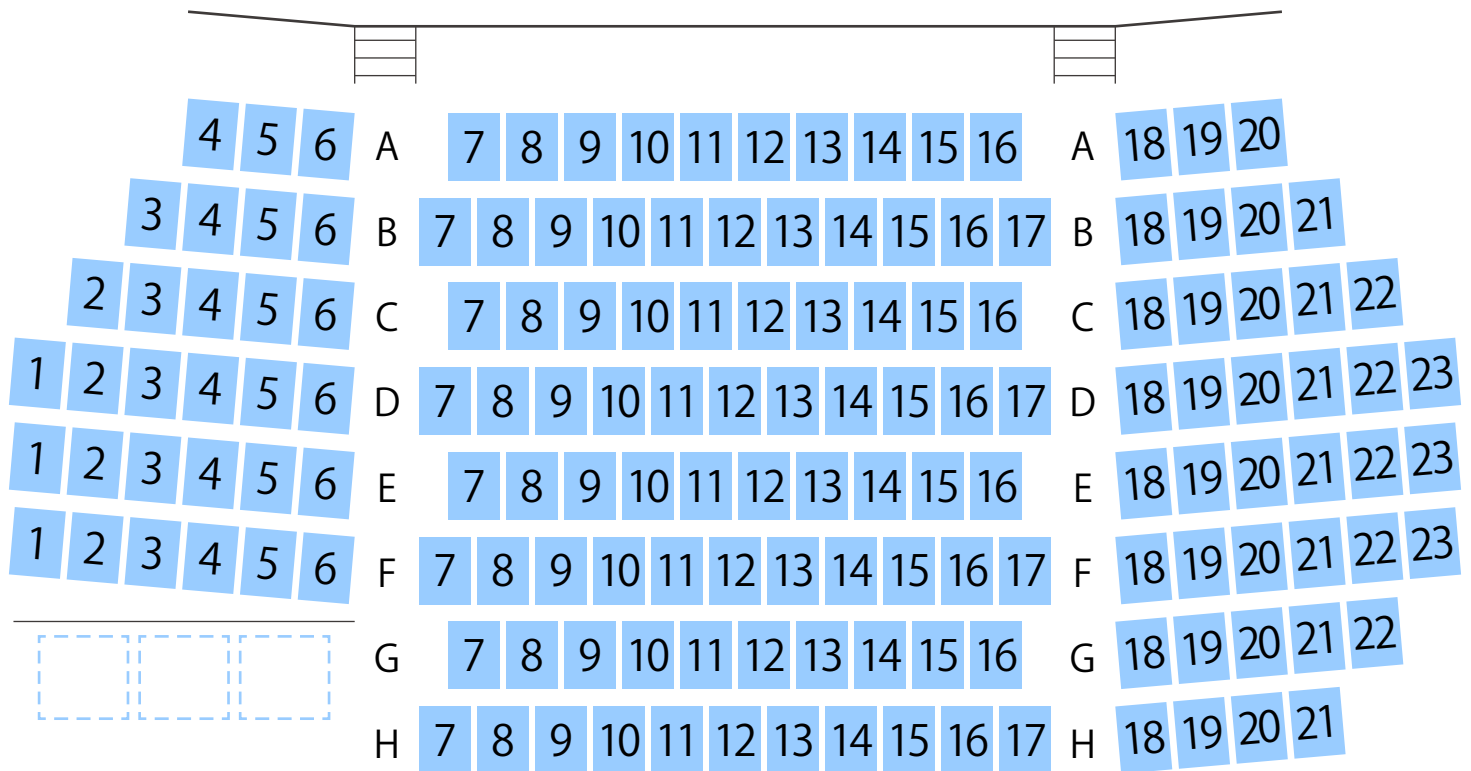 4 5 6 A 7 8 9 10 11 12 13 14 15 16 A 18 19 20
3 4 5 6 B 7 8 9 10 11 12 13 14 15 16 17 B 18 19 20 21
2 3 4 5 6 C 7 8 9 10 11 12 13 14 15 16 C 18 19 20 21 22
1 2 3 4 5 6 D 7 8 9 10 11 12 13 14 15 16 17 D 18 19 20 21 22 23
1 2 3 4 5 6 E 7 8 9 10 11 12 13 14 15 16 E 18 19 20 21 22 23
1 2 3 4 5 6 F 7 8 9 10 11 12 13 14 15 16 17 F 18 19 20 21 22 23
G 7 8 9 10 11 12 13 14 15 16 G 18 19 20 21 22
H 7 8 9 10 11 12 13 14 15 16 17 H 18 19 20 21